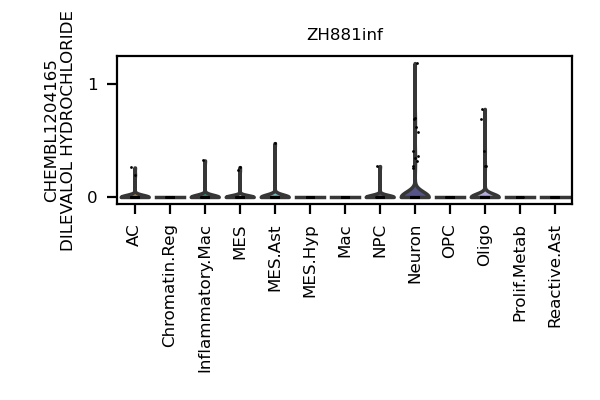 ZH881inf
CHEMBL1204165
DILEVALOL HYDROCHLORIDE
1
0
AC
Chromatin.Reg
Inflammatory.Mac
MES
MES.Ast
MES.Hyp
Mac
NPC
Neuron
OPC
Oligo
Prolif.Metab
Reactive.Ast